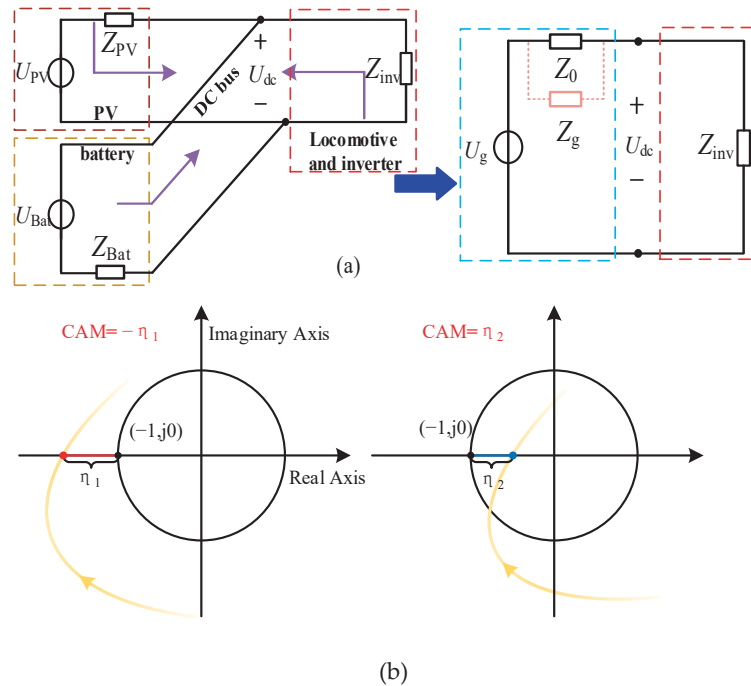 Z_PV
U_PV
+
U_dc
−
Z_inv
DC bus
PV
battery
Locomotive
and inverter
U_Bat
Z_Bat
(a)
Z_0
Z_g
U_g
+
U_dc
−
Z_inv
CAM= − η_1
Imaginary Axis
(−1,j0)
η_1
Real Axis
CAM= η_2
(−1,j0)
η_2
(b)